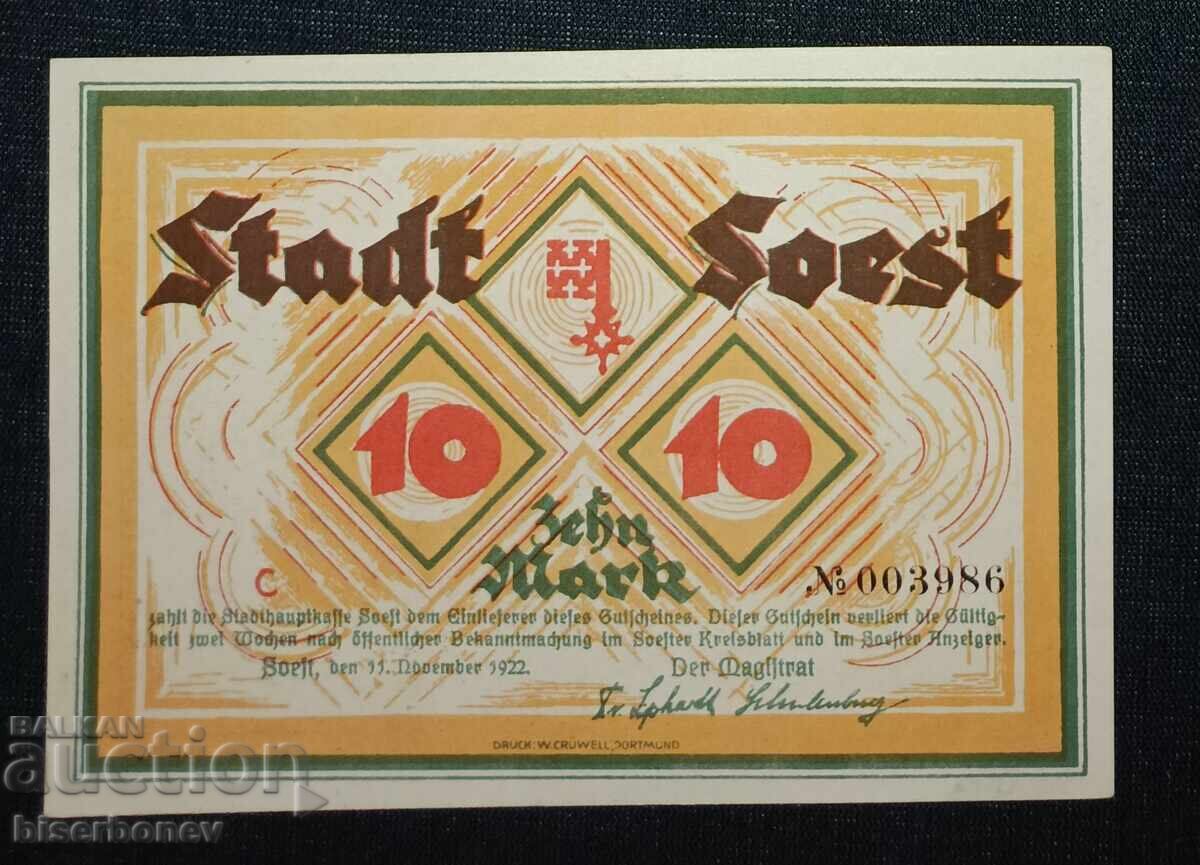 Stadt Soest
10 10
Zehn
Mark
C
№ 003986
zahlt die Stadthauptkasse Soest dem Einlieferer dieses Gutscheines. Dieser Gutschein verliert die Gültig-
keit zwei Wochen nach öffentlicher Bekanntmachung im Soester Kreisblatt und im Soester Anzeiger.
Soest, den 11. November 1922. Der Magistrat
DRUCK: W. CRÜWELL, DORTMUND
BALKAN
auction
biserbonev